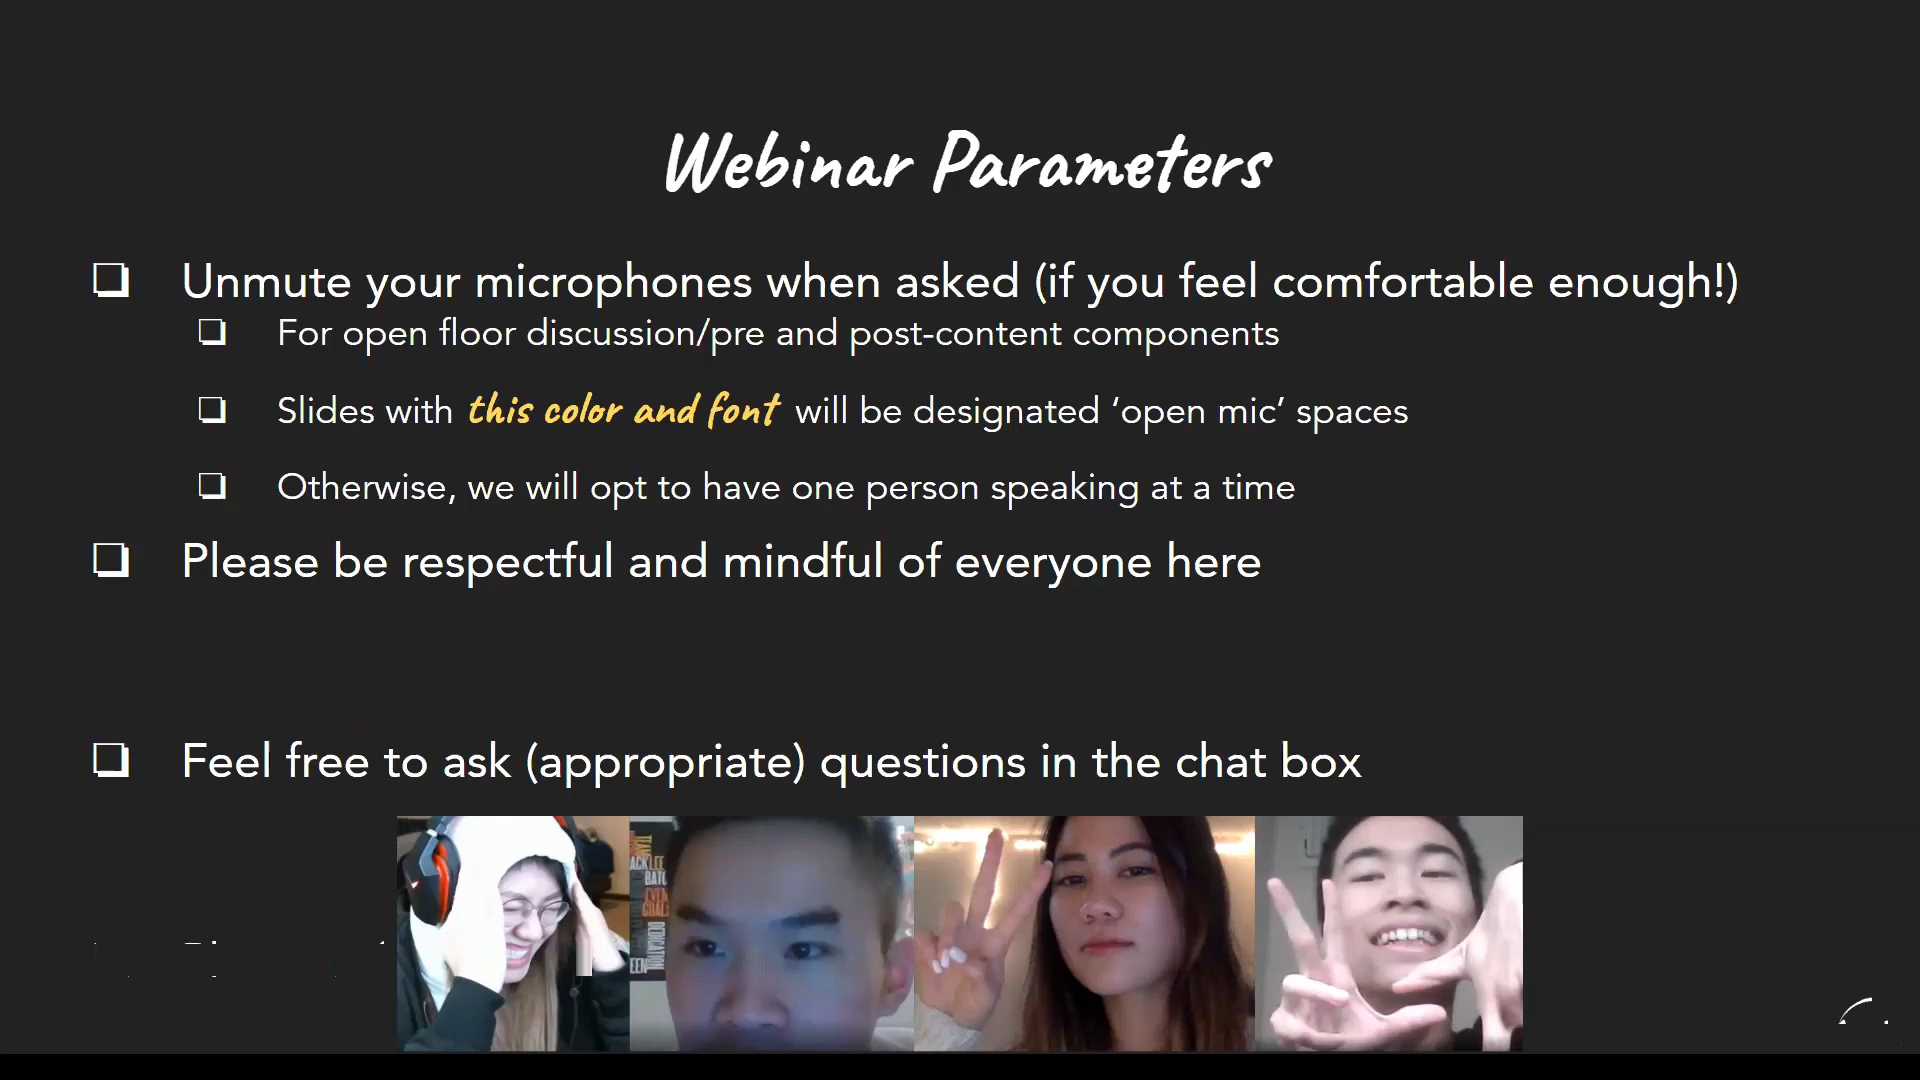 Webinar Parameters
❏ Unmute your microphones when asked (if you feel comfortable enough!)
❏ For open floor discussion/pre and post-content components
❏ Slides with this color and font will be designated ‘open mic’ spaces
❏ Otherwise, we will opt to have one person speaking at a time
❏ Please be respectful and mindful of everyone here
❏ Feel free to ask (appropriate) questions in the chat box